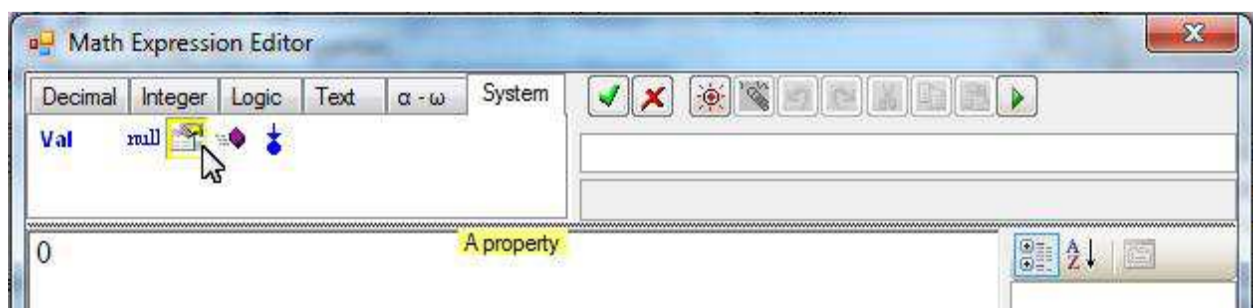 Math Expression Editor
Decimal Integer Logic Text α - ω System
Val null
A property
0
A
Z